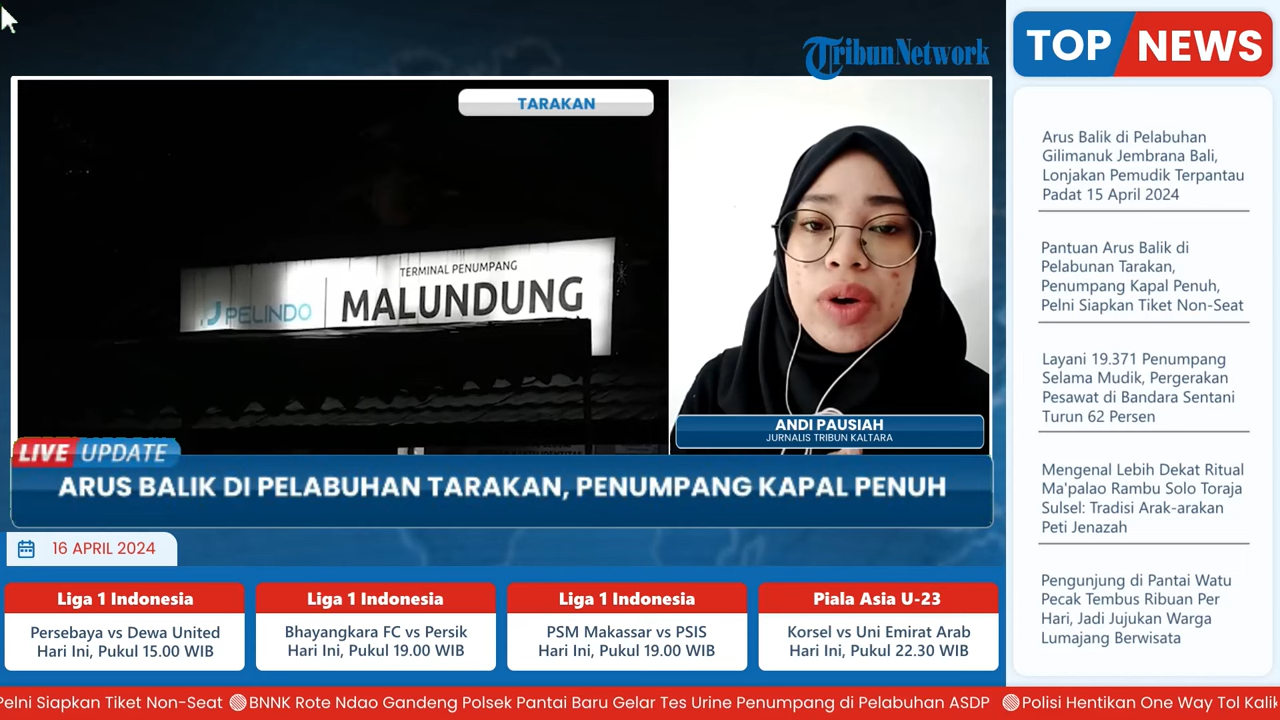 TribunNetwork
TOP NEWS
TARAKAN
TERMINAL PENUMPANG
PELINDO
MALUNDUNG
ANDI PAUSIAH
JURNALIS TRIBUN KALTARA
LIVE UPDATE
ARUS BALIK DI PELABUHAN TARAKAN, PENUMPANG KAPAL PENUH
16 APRIL 2024
Liga 1 Indonesia
Persebaya vs Dewa United
Hari Ini, Pukul 15.00 WIB
Liga 1 Indonesia
Bhayangkara FC vs Persik
Hari Ini, Pukul 19.00 WIB
Liga 1 Indonesia
PSM Makassar vs PSIS
Hari Ini, Pukul 19.00 WIB
Piala Asia U-23
Korsel vs Uni Emirat Arab
Hari Ini, Pukul 22.30 WIB
Arus Balik di Pelabuhan
Gilimanuk Jembrana Bali,
Lonjakan Pemudik Terpantau
Padat 15 April 2024
Pantuan Arus Balik di
Pelabunan Tarakan,
Penumpang Kapal Penuh,
Pelni Siapkan Tiket Non-Seat
Layani 19.371 Penumpang
Selama Mudik, Pergerakan
Pesawat di Bandara Sentani
Turun 62 Persen
Mengenal Lebih Dekat Ritual
Ma'palao Rambu Solo Toraja
Sulsel: Tradisi Arak-arakan
Peti Jenazah
Pengunjung di Pantai Watu
Pecak Tembus Ribuan Per
Hari, Jadi Jujukan Warga
Lumajang Berwisata
Pelni Siapkan Tiket Non-Seat BNNK Rote Ndao Gandeng Polsek Pantai Baru Gelar Tes Urine Penumpang di Pelabuhan ASDP Polisi Hentikan One Way Tol Kalik